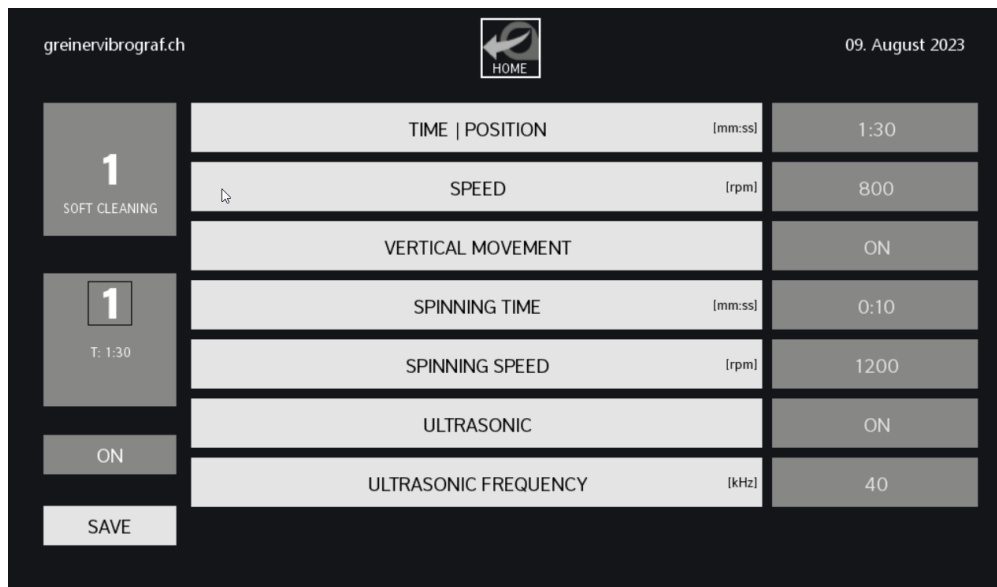 greinervibrograf.ch
HOME
09. August 2023
1
SOFT CLEANING
1
T: 1:30
ON
SAVE
TIME | POSITION [mm:ss] 1:30
SPEED [rpm] 800
VERTICAL MOVEMENT ON
SPINNING TIME [mm:ss] 0:10
SPINNING SPEED [rpm] 1200
ULTRASONIC ON
ULTRASONIC FREQUENCY [kHz] 40